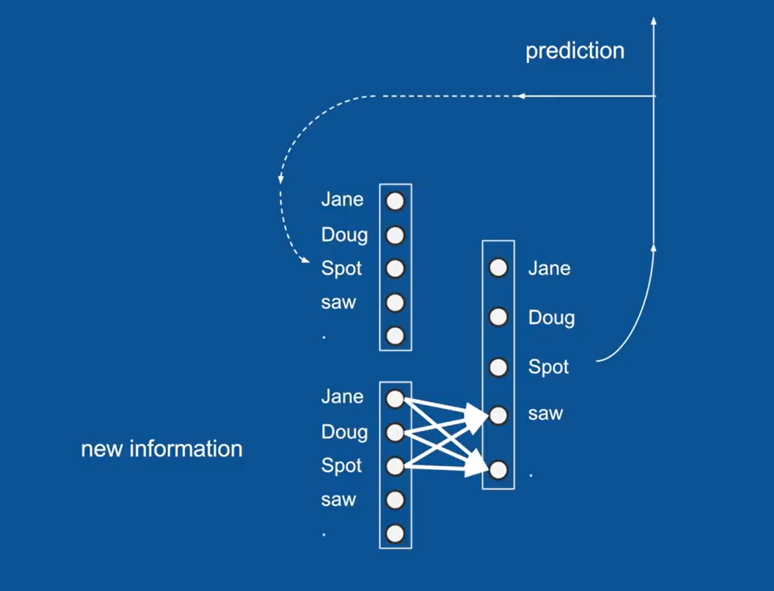 prediction
Jane
Doug
Spot
saw
.
Jane
Doug
Spot
saw
.
new information
Jane
Doug
Spot
saw
.